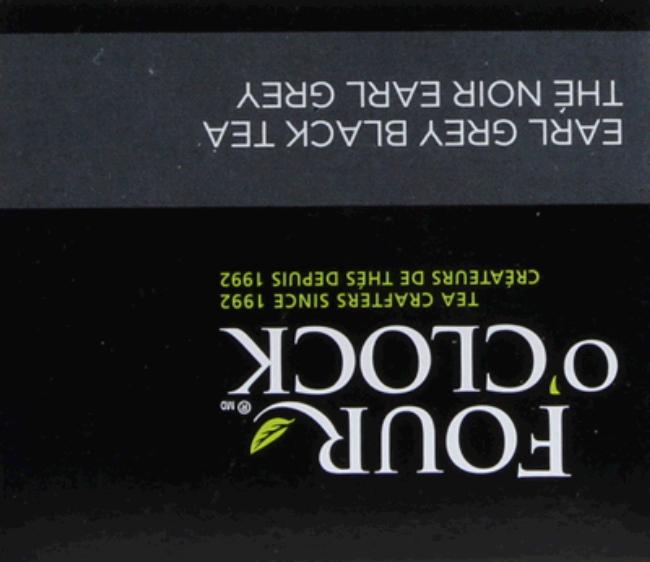 FOUR ® MD
O'CLOCK
TEA CRAFTERS SINCE 1992
CRÉATEURS DE THÉS DEPUIS 1992
EARL GREY BLACK TEA
THÉ NOIR EARL GREY